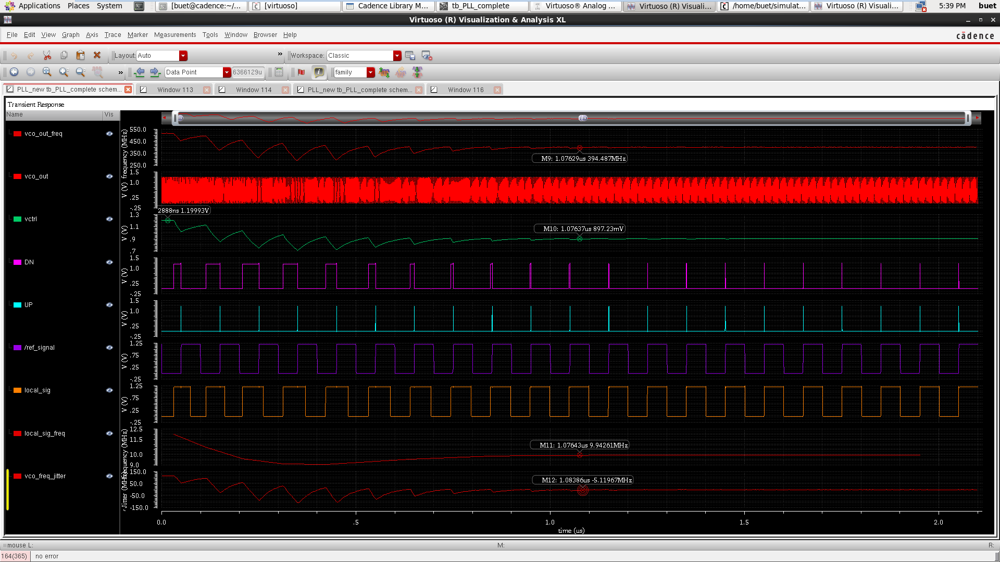 Applications Places System [buet@cadence:~/... [virtuoso] Cadence Library M... tb_PLL_complete Virtuoso® Analog ... Virtuoso (R) Visuali... /home/buet/simulat... Virtuoso (R) Visuali... 5:39 PM buet
Virtuoso (R) Visualization & Analysis XL
File Edit View Graph Axis Trace Marker Measurements Tools Window Browser Help
cādence
Layout: Auto » Workspace: Classic
» Data Point 6366129u family
PLL_new tb_PLL_complete schem... Window 113 Window 114 PLL_new tb_PLL_complete schem... Window 116
Transient Response
Name Vis
vco_out_freq
frequency (MHz)
550.0
450.0
350.0
250.0
M9: 1.07629us 394.487MHz
vco_out
V (V)
1.5
1.0
.25
-.25
2888ns 1.19993V
vctrl
V (V)
1.3
1.1
.9
.7
M10: 1.07637us 897.23mV
DN
V (V)
1.5
1.0
.25
-.25
UP
V (V)
1.5
1.0
.25
-.25
/ref_signal
V (V)
1.25
.75
.25
-.25
local_sig
V (V)
1.25
.75
.25
-.25
local_sig_freq
frequency (MHz)
12.5
11.5
10.0
9.0
M11: 1.07643us 9.94261MHz
vco_freq_jitter
Jitter (MHz)
150.0
50.0
-50.0
-150.0
M12: 1.08386us -5.11967MHz
0.0 .5 1.0 1.5 2.0
time (us)
mouse L: M: R:
164(365) no error